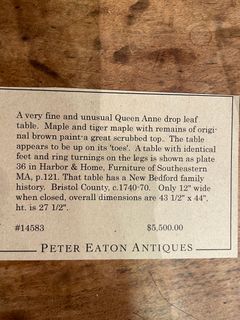 A very fine and unusual Queen Anne drop leaf
table. Maple and tiger maple with remains of origi-
nal brown paint-a great scrubbed top.. The table
appears to be up on its 'toes'. A table with identical
feet and ring turnings on the legs is shown as plate
36 in Harbor & Home, Furniture of Southeastern
MA, p.121. That table has a New Bedford family
history. Bristol County, c.1740-70. Only 12" wide
when closed, overall dimensions are 43 1/2" x 44".
ht. is 27 1/2".
#14583 $5,500.00
PETER EATON ANTIQUES